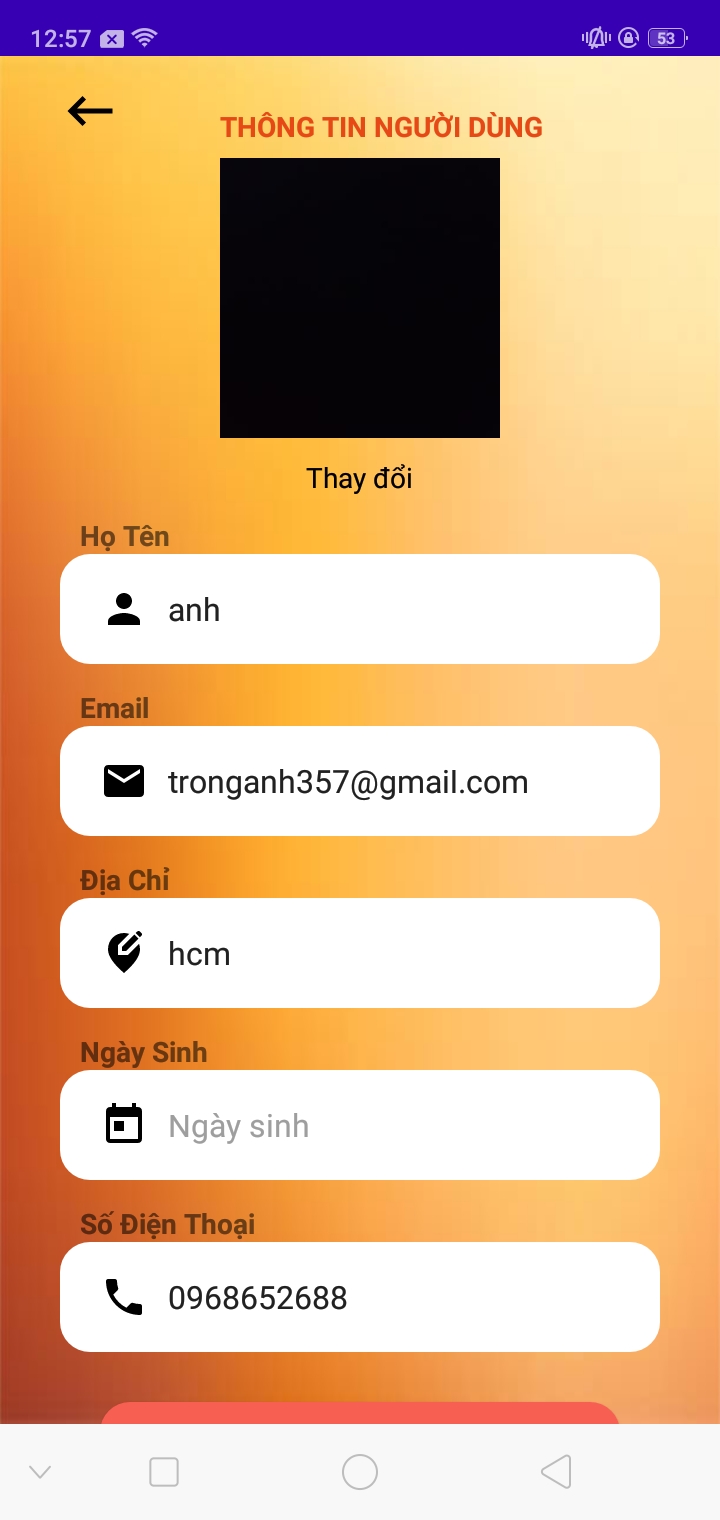 12:57
53
THÔNG TIN NGƯỜI DÙNG
Thay đổi
Họ Tên
anh
Email
tronganh357@gmail.com
Địa Chỉ
hcm
Ngày Sinh
Ngày sinh
Số Điện Thoại
0968652688